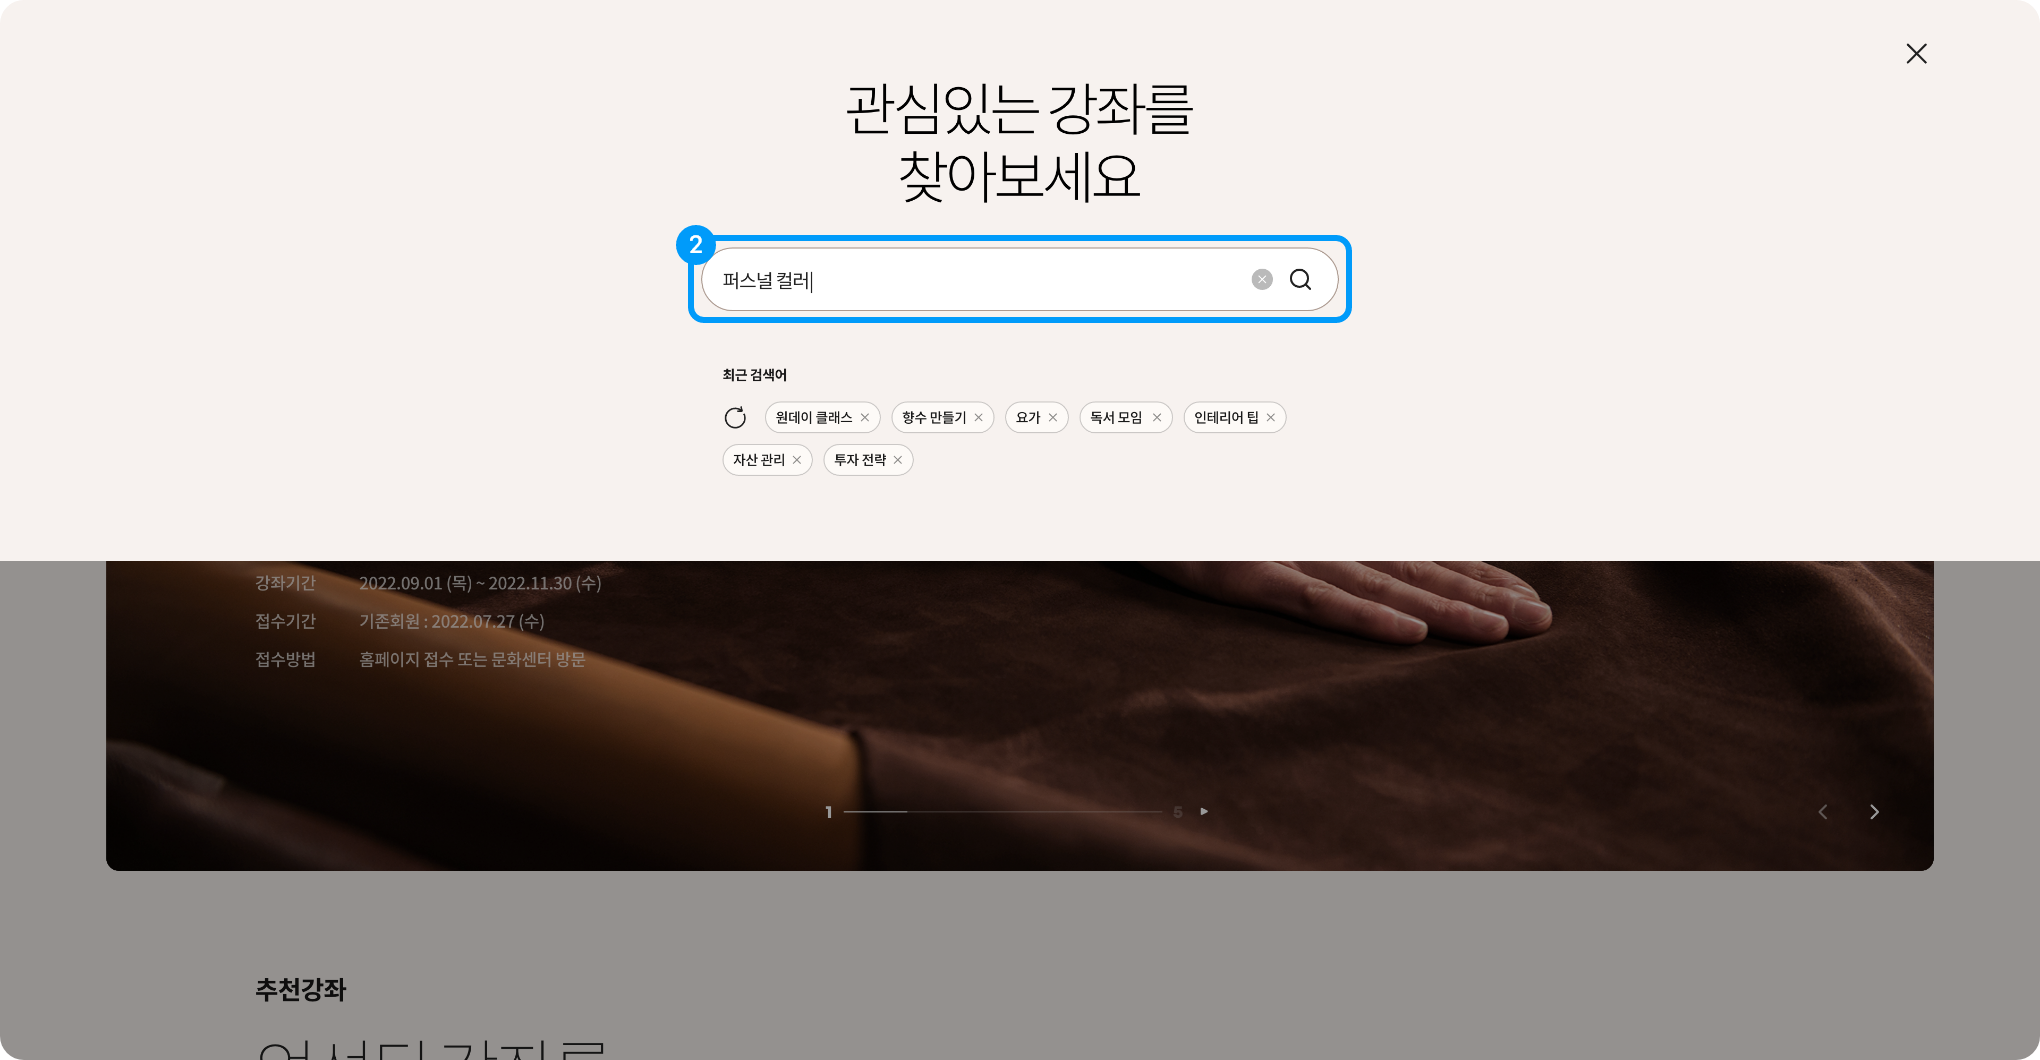 관심있는 강좌를
찾아보세요
2
퍼스널 컬러
최근 검색어
원데이 클래스
향수 만들기
요가
독서 모임
인테리어 팁
자산 관리
투자 전략
강좌기간 2022.09.01 (목) ~ 2022.11.30 (수)
접수기간 기존회원 : 2022.07.27 (수)
접수방법 홈페이지 접수 또는 문화센터 방문
1 5
추천강좌